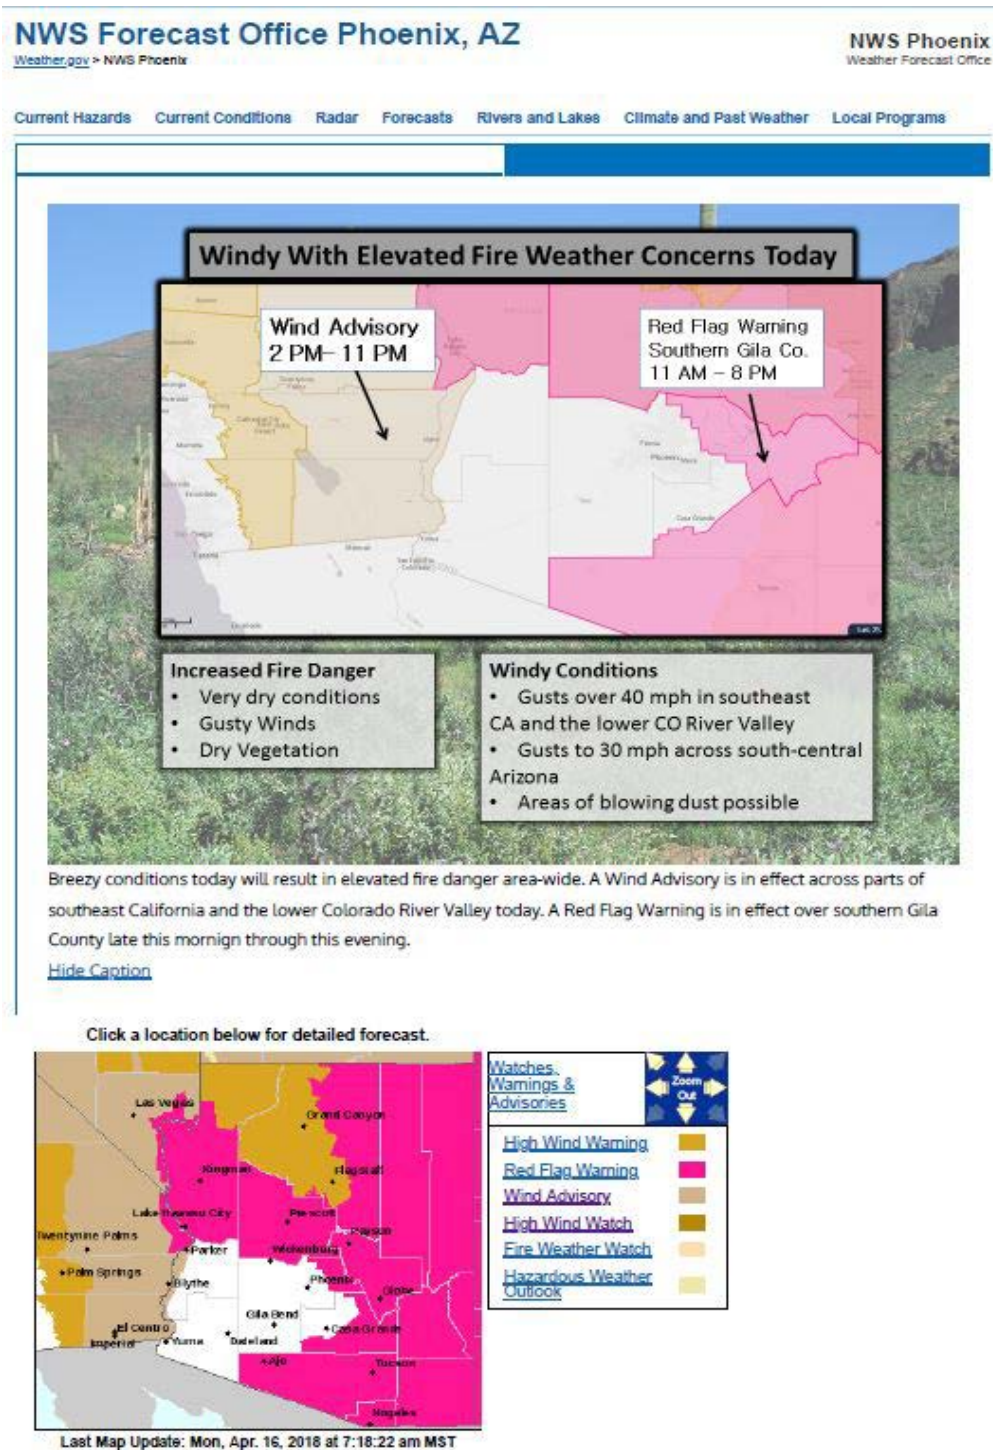 NWS Forecast Office Phoenix, AZ
Weather.gov > NWS Phoenix
NWS Phoenix
Weather Forecast Office
Current Hazards Current Conditions Radar Forecasts Rivers and Lakes Climate and Past Weather Local Programs
Windy With Elevated Fire Weather Concerns Today
Wind Advisory
2 PM– 11 PM
Red Flag Warning
Southern Gila Co.
11 AM – 8 PM
Increased Fire Danger
• Very dry conditions
• Gusty Winds
• Dry Vegetation
Windy Conditions
• Gusts over 40 mph in southeast
CA and the lower CO River Valley
• Gusts to 30 mph across south-central
Arizona
• Areas of blowing dust possible
Breezy conditions today will result in elevated fire danger area-wide. A Wind Advisory is in effect across parts of
southeast California and the lower Colorado River Valley today. A Red Flag Warning is in effect over southern Gila
County late this mornign through this evening.
Hide Caption
Click a location below for detailed forecast.
Las Vegas
Grand Canyon
Kingman
Flagstaff
Lake Havasu City
Prescott
Payson
Twentynine Palms
Parker
Wickenburg
Palm Springs
Blythe
Phoenix
Globe
Gila Bend
El Centro
Casa Grande
Imperial
Yuma
Dateland
Ajo
Tucson
Nogales
Watches,
Warnings &
Advisories
Zoom
Out
High Wind Warning
Red Flag Warning
Wind Advisory
High Wind Watch
Fire Weather Watch
Hazardous Weather
Outlook
Last Map Update: Mon, Apr. 16, 2018 at 7:18:22 am MST